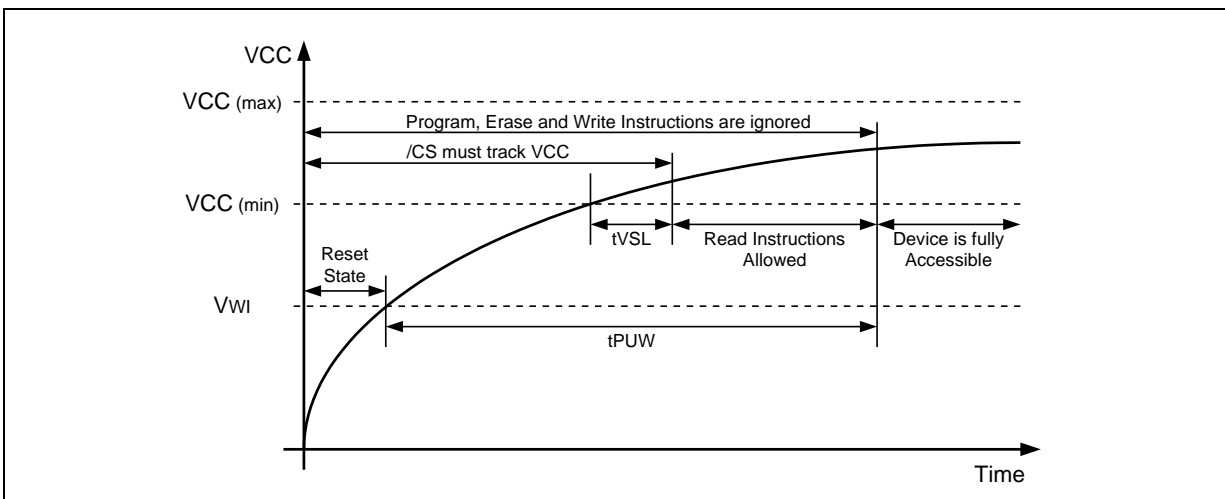 VCC
VCC (max)
Program, Erase and Write Instructions are ignored
/CS must track VCC
VCC (min)
tVSL
Read Instructions
Allowed
Device is fully
Accessible
Reset
State
VWI
tPUW
Time